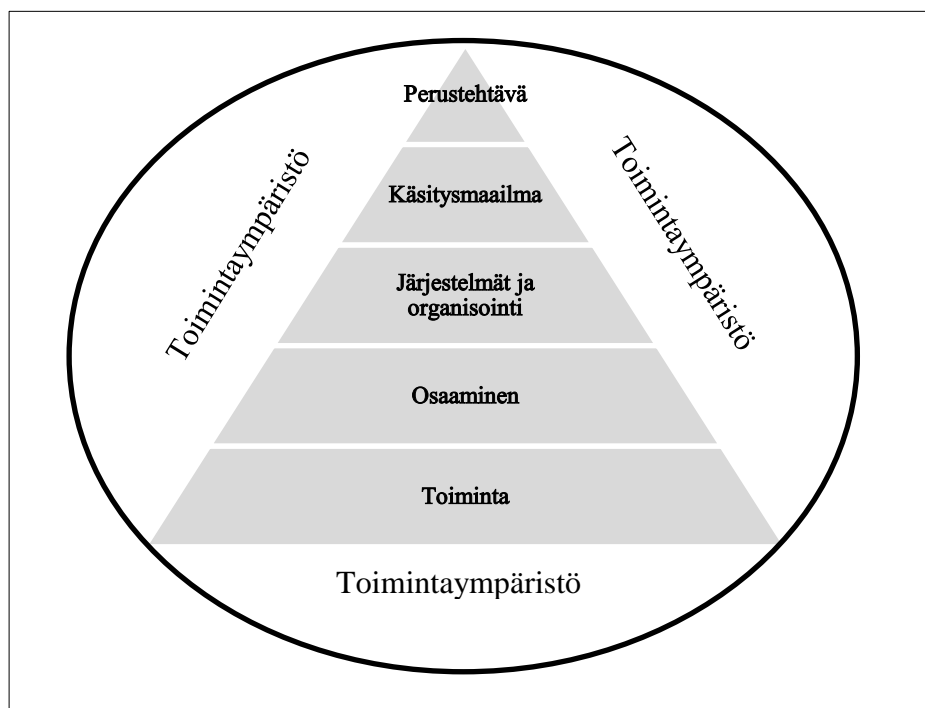 Perustehtävä
Toimintaympäristö
Toimintaympäristö
Käsitysmaailma
Järjestelmät ja
organisointi
Osaaminen
Toiminta
Toimintaympäristö